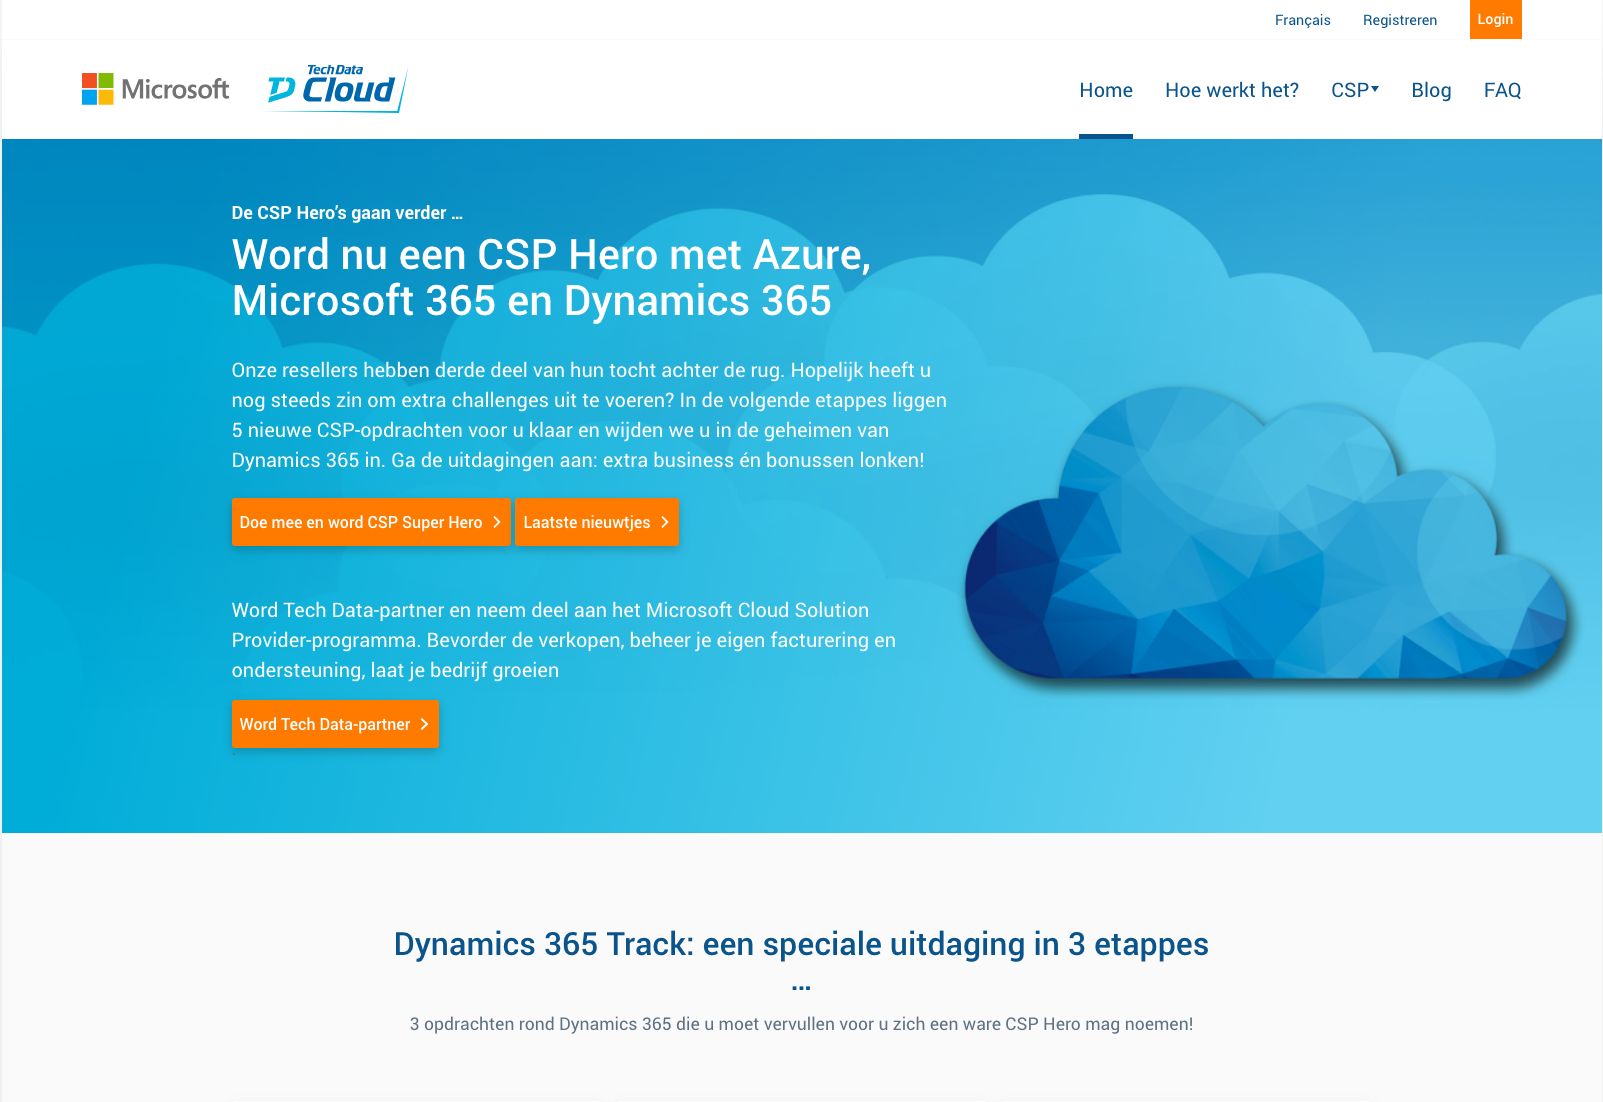 Français Registreren Login
Microsoft
TechData
TD Cloud
Home Hoe werkt het? CSP▾ Blog FAQ
De CSP Hero's gaan verder ...
Word nu een CSP Hero met Azure,
Microsoft 365 en Dynamics 365
Onze resellers hebben derde deel van hun tocht achter de rug. Hopelijk heeft u
nog steeds zin om extra challenges uit te voeren? In de volgende etappes liggen
5 nieuwe CSP-opdrachten voor u klaar en wijden we u in de geheimen van
Dynamics 365 in. Ga de uitdagingen aan: extra business én bonussen lonken!
Doe mee en word CSP Super Hero Laatste nieuwtjes
Word Tech Data-partner en neem deel aan het Microsoft Cloud Solution
Provider-programma. Bevorder de verkopen, beheer je eigen facturering en
ondersteuning, laat je bedrijf groeien
Word Tech Data-partner
Dynamics 365 Track: een speciale uitdaging in 3 etappes
...
3 opdrachten rond Dynamics 365 die u moet vervullen voor u zich een ware CSP Hero mag noemen!